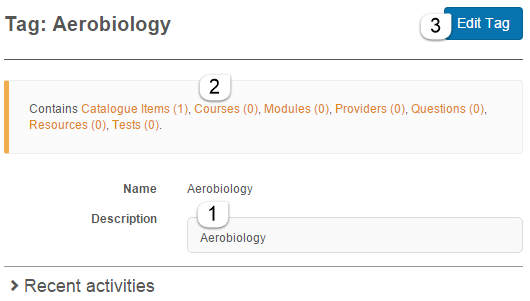 Tag: Aerobiology
3
Edit Tag
2
Contains Catalogue Items (1), Courses (0), Modules (0), Providers (0), Questions (0),
Resources (0), Tests (0).
Name Aerobiology
Description
1
Aerobiology
Recent activities